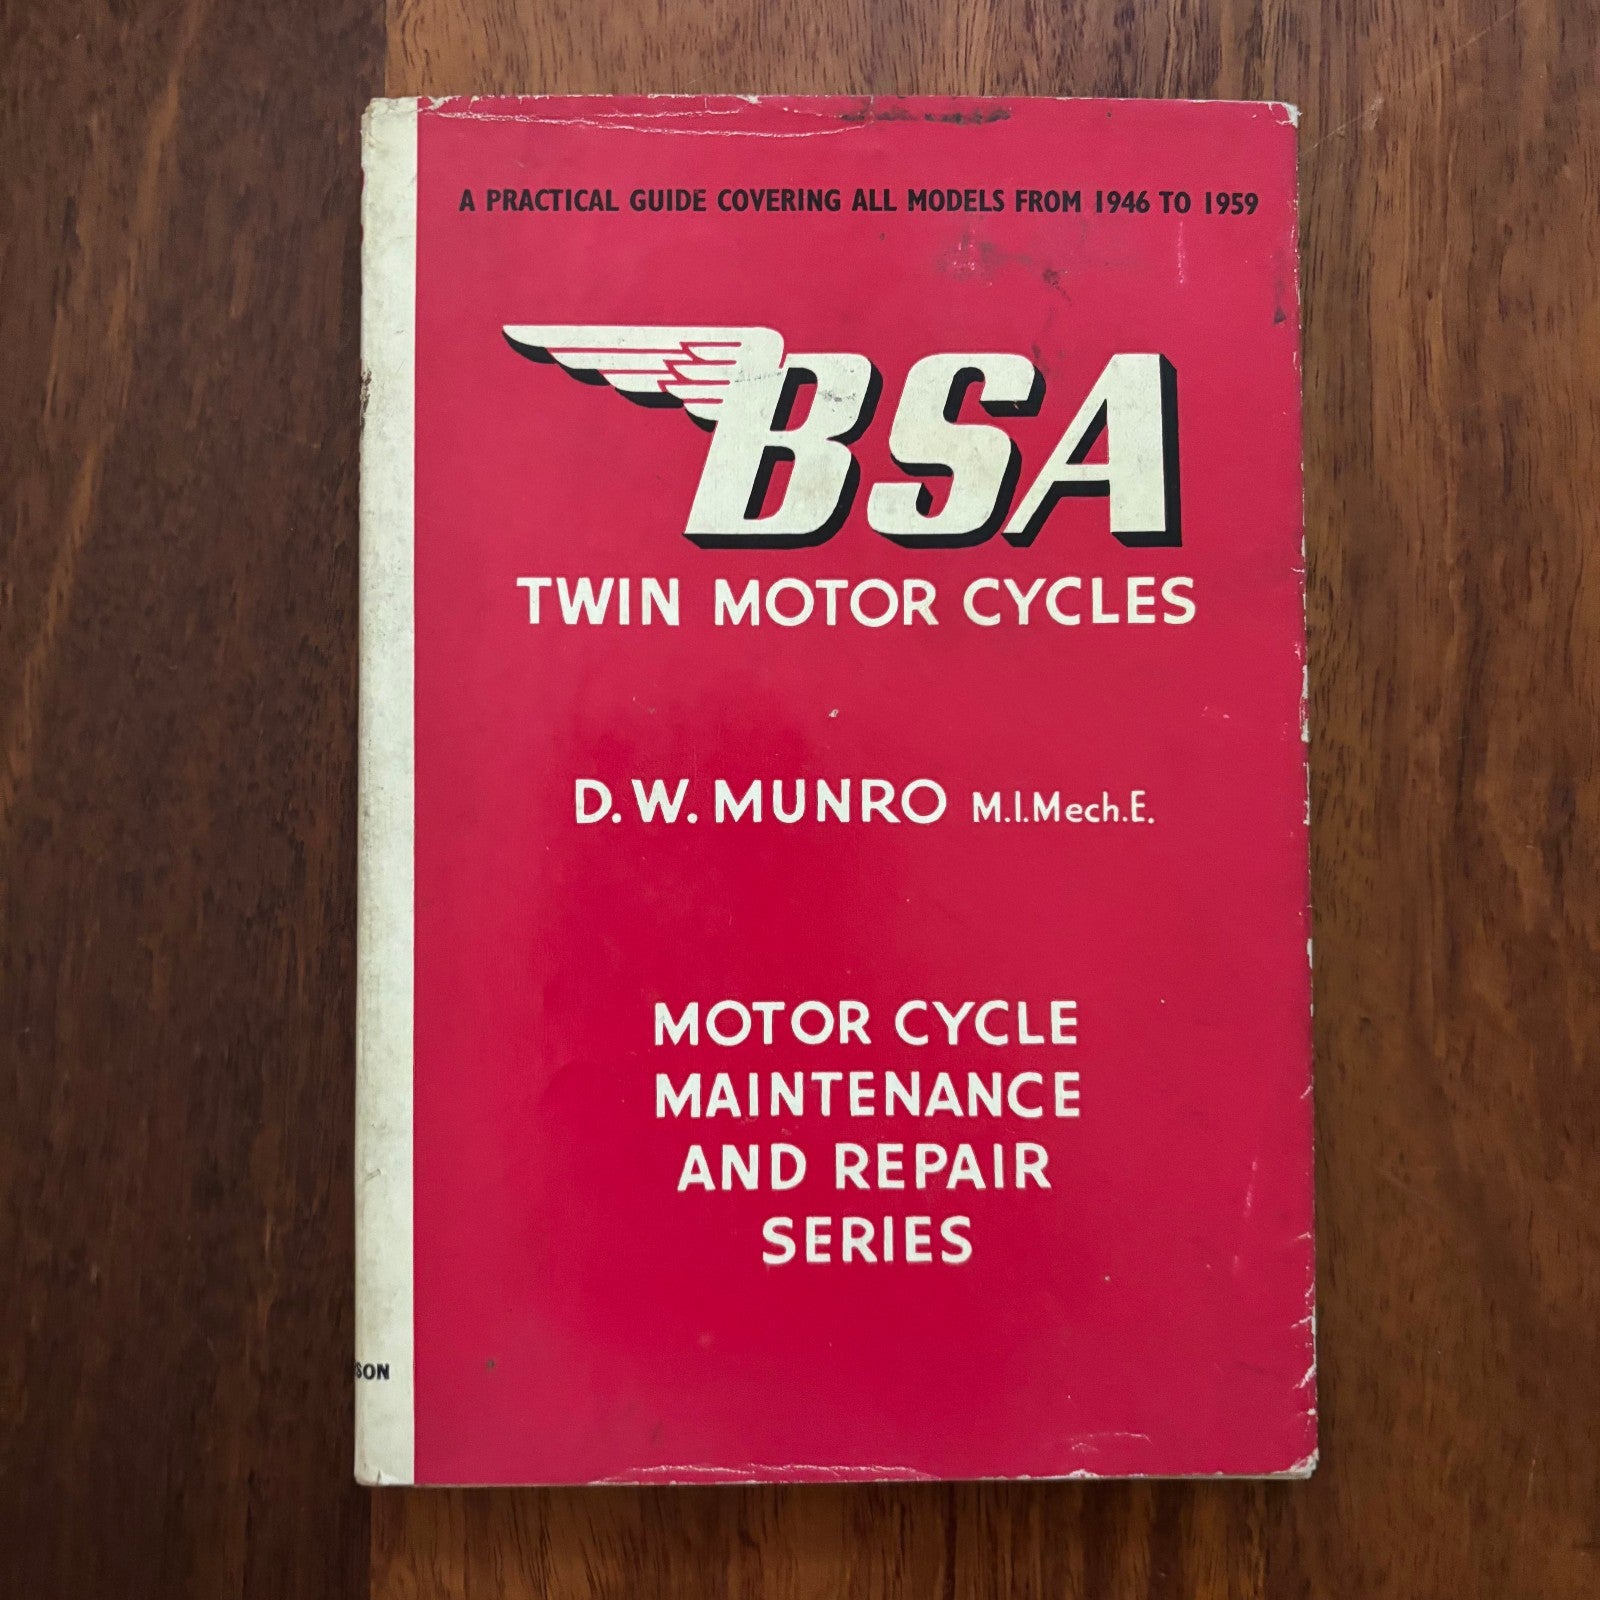 A PRACTICAL GUIDE COVERING ALL MODELS FROM 1946 TO 1959
BSA
TWIN MOTOR CYCLES
D.W. MUNRO M.I.Mech.E.
MOTOR CYCLE
MAINTENANCE
AND REPAIR
SERIES
SON